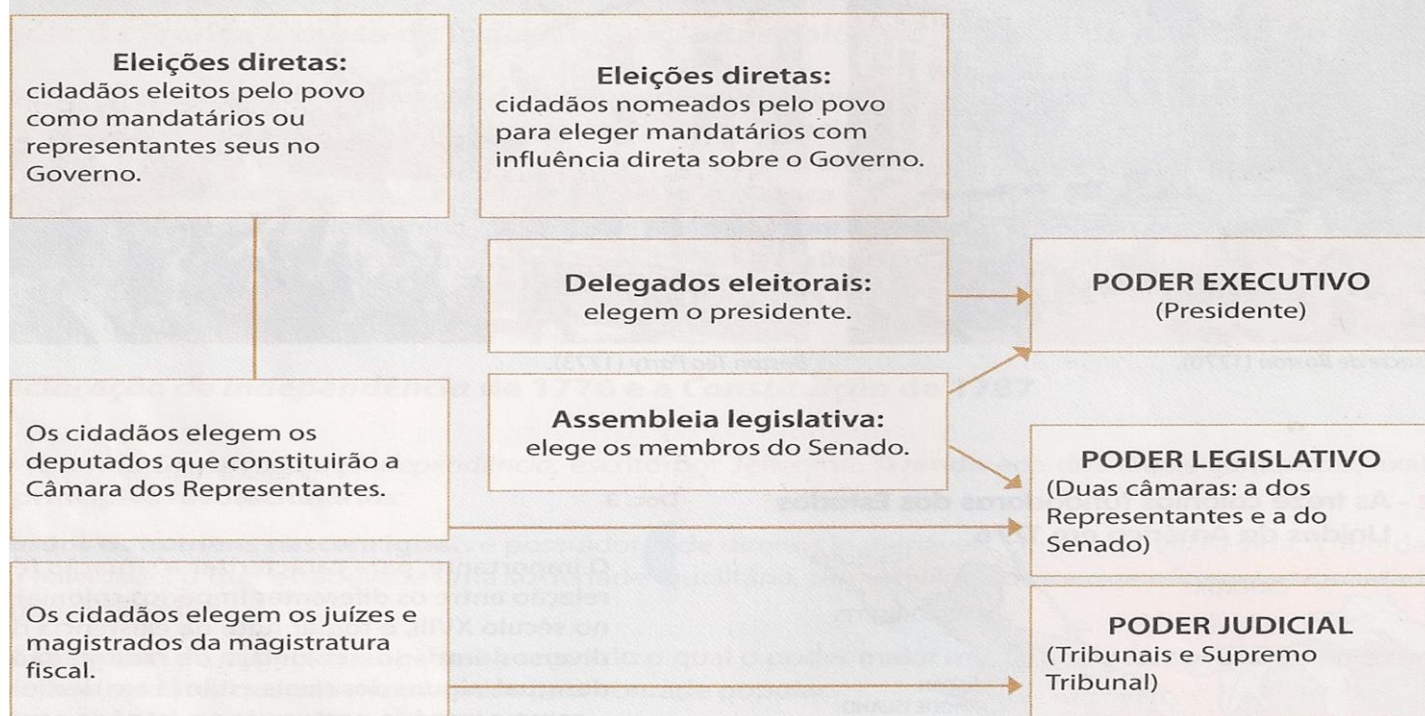 Eleições diretas:
cidadãos eleitos pelo povo
como mandatários ou
representantes seus no
Governo.
Eleições diretas:
cidadãos nomeados pelo povo
para eleger mandatários com
influência direta sobre o Governo.
Delegados eleitorais:
elegem o presidente.
PODER EXECUTIVO
(Presidente)
Assembleia legislativa:
elege os membros do Senado.
Os cidadãos elegem os
deputados que constituirão a
Câmara dos Representantes.
PODER LEGISLATIVO
(Duas câmaras a dos
Representantes e a do
Senado)
Os cidadãos elegem os juízes e
magistrados da magistratura
fiscal.
PODER JUDICIAL
(Tribunais e Supremo
Tribunal)